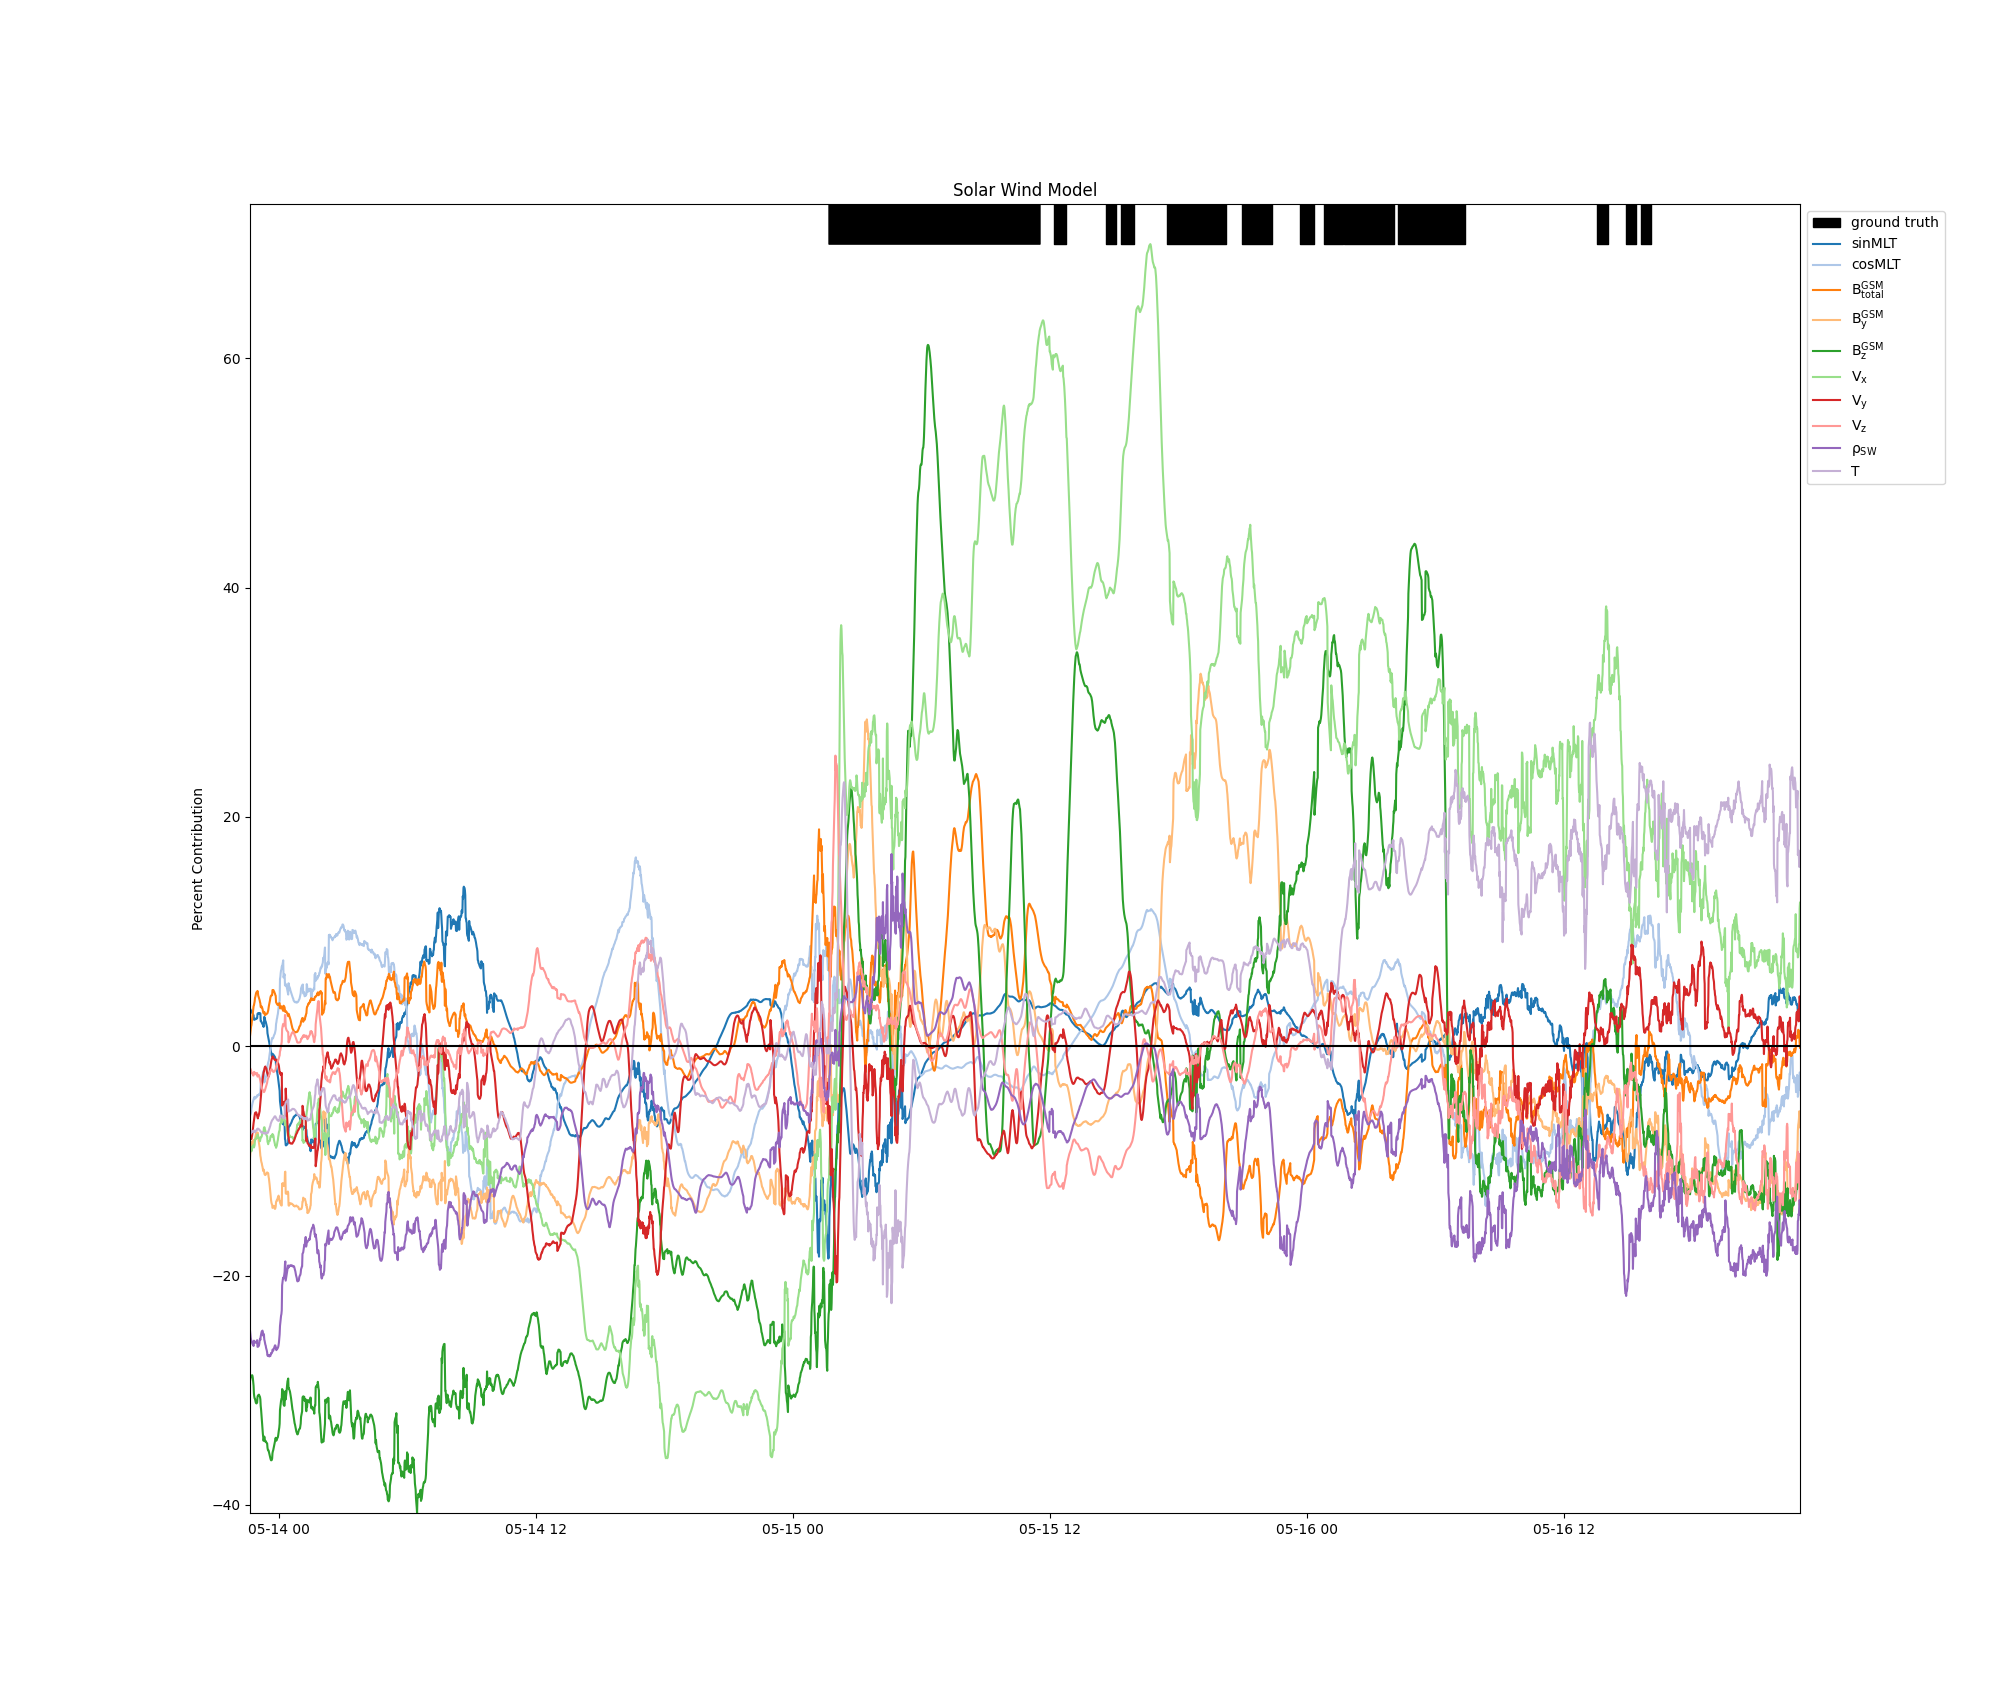 Solar Wind Model
ground truth
sinMLT
cosMLT
B_total^GSM
B_y^GSM
B_z^GSM
V_x
V_y
V_z
ρ_SW
T
Percent Contribution
60
40
20
0
−20
−40
05-14 00
05-14 12
05-15 00
05-15 12
05-16 00
05-16 12